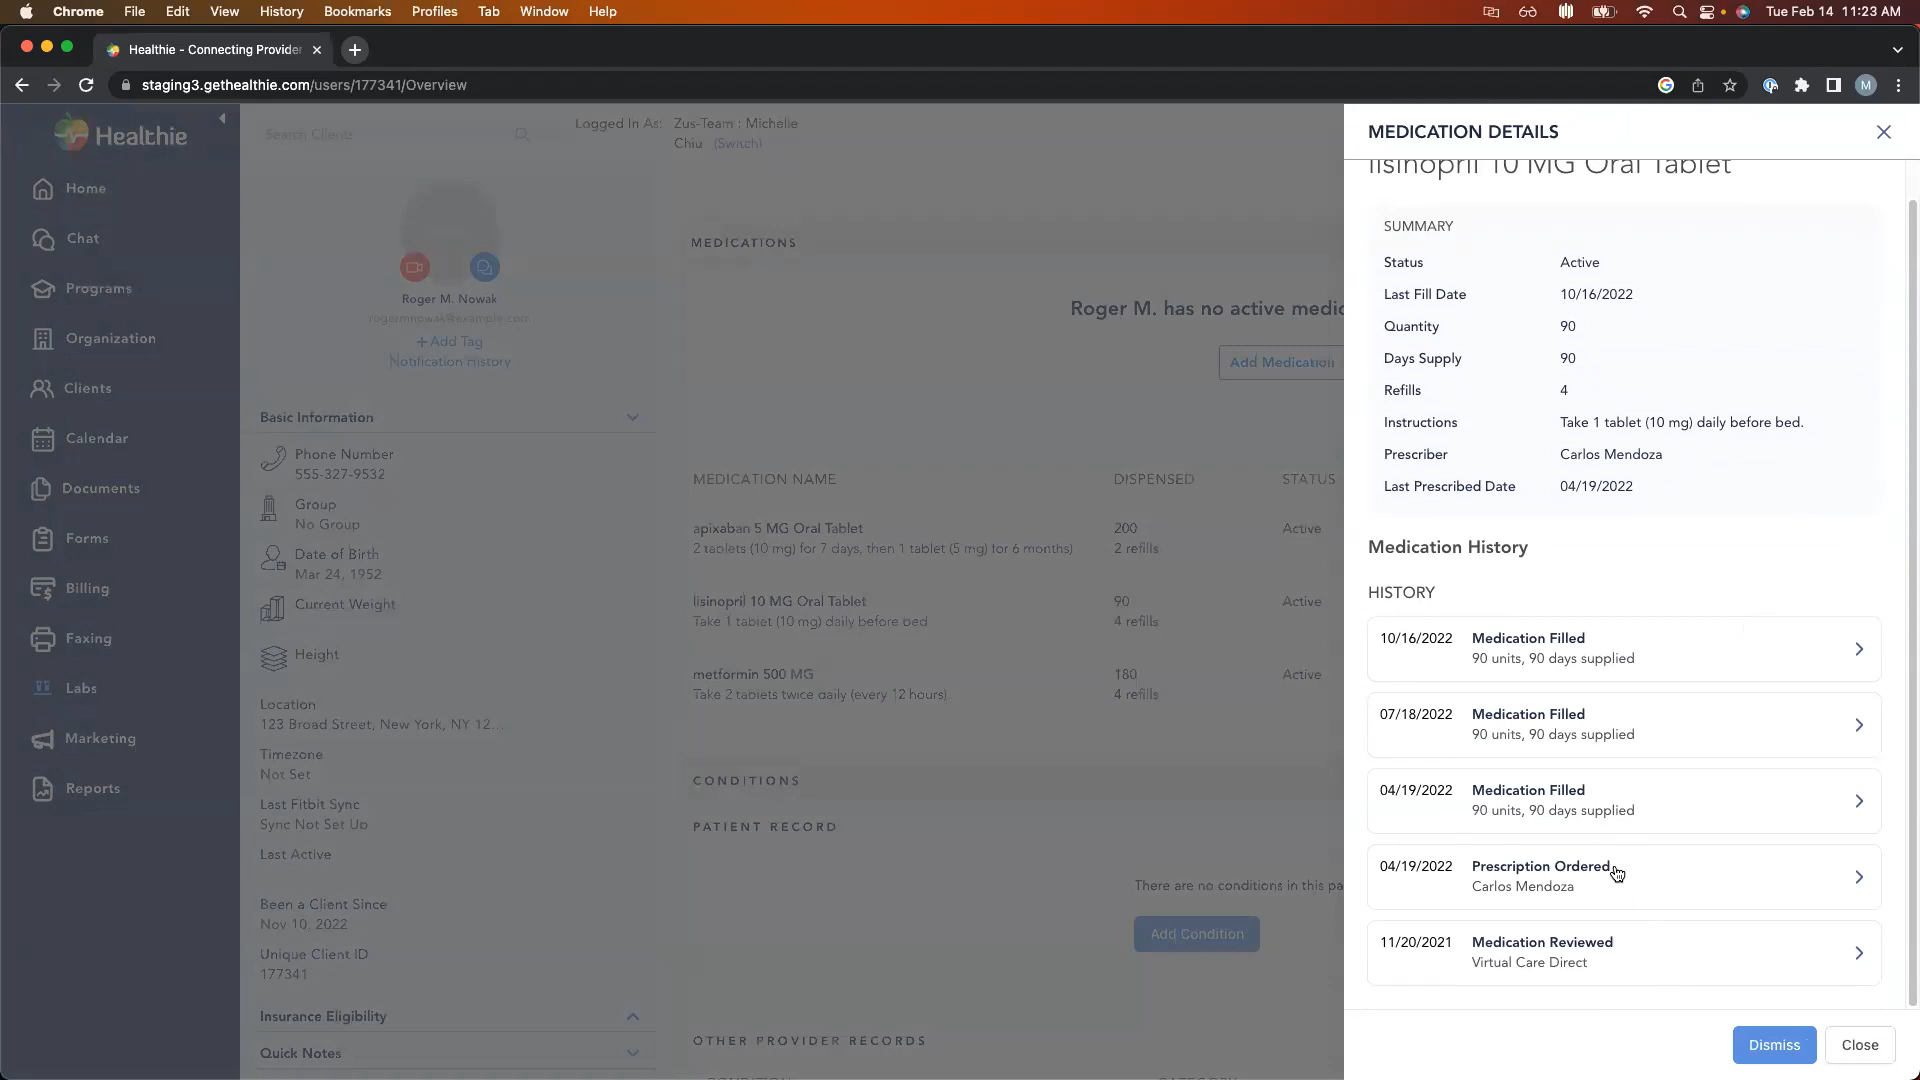 Chrome File Edit View History Bookmarks Profiles Tab Window Help
Tue Feb 14 11:23 AM
Healthie - Connecting Provider
staging3.gethealthie.com/users/177341/Overview
M
Healthie
Home
Chat
Programs
Organization
Clients
Calendar
Documents
Forms
Billing
Faxing
Labs
Marketing
Reports
Search Clients
Logged In As: Zus-Team : Michelle
Chiu (Switch)
Roger M. Nowak
rogermnowak@example.com
+ Add Tag
Notification History
Basic Information
Phone Number
555-327-9532
Group
No Group
Date of Birth
Mar 24, 1952
Current Weight
Height
Location
123 Broad Street, New York, NY 12...
Timezone
Not Set
Last Fitbit Sync
Sync Not Set Up
Last Active
Been a Client Since
Nov 10, 2022
Unique Client ID
177341
Insurance Eligibility
Quick Notes
MEDICATIONS
Roger M. has no active medic
Add Medication
MEDICATION NAME DISPENSED STATUS
apixaban 5 MG Oral Tablet 200 Active
2 tablets (10 mg) for 7 days, then 1 tablet (5 mg) for 6 months) 2 refills
lisinopril 10 MG Oral Tablet 90 Active
Take 1 tablet (10 mg) daily before bed 4 refills
metformin 500 MG 180 Active
Take 2 tablets twice daily (every 12 hours) 4 refills
CONDITIONS
PATIENT RECORD
There are no conditions in this pa
Add Condition
OTHER PROVIDER RECORDS
CONDITION CATEGORY
MEDICATION DETAILS
lisinopril 10 MG Oral Tablet
SUMMARY
Status Active
Last Fill Date 10/16/2022
Quantity 90
Days Supply 90
Refills 4
Instructions Take 1 tablet (10 mg) daily before bed.
Prescriber Carlos Mendoza
Last Prescribed Date 04/19/2022
Medication History
HISTORY
10/16/2022 Medication Filled
90 units, 90 days supplied
07/18/2022 Medication Filled
90 units, 90 days supplied
04/19/2022 Medication Filled
90 units, 90 days supplied
04/19/2022 Prescription Ordered
Carlos Mendoza
11/20/2021 Medication Reviewed
Virtual Care Direct
Dismiss Close